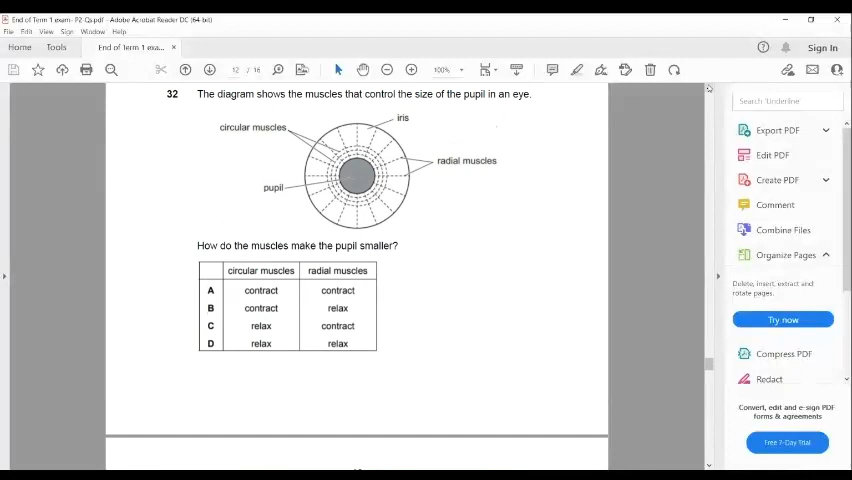 End of Term 1 exam- P2-Qs.pdf - Adobe Acrobat Reader DC (64-bit)
File Edit View Sign Window Help
Home Tools End of Term 1 exa... × Sign In
12 / 16 100%
32 The diagram shows the muscles that control the size of the pupil in an eye.
iris
circular muscles
radial muscles
pupil
How do the muscles make the pupil smaller?
circular muscles radial muscles
A contract contract
B contract relax
C relax contract
D relax relax
Search 'Underline
Export PDF
Edit PDF
Create PDF
Comment
Combine Files
Organize Pages
Delete, insert, extract and
rotate pages.
Try now
Compress PDF
Redact
Convert, edit and e-sign PDF
forms & agreements
Free 7-Day Trial